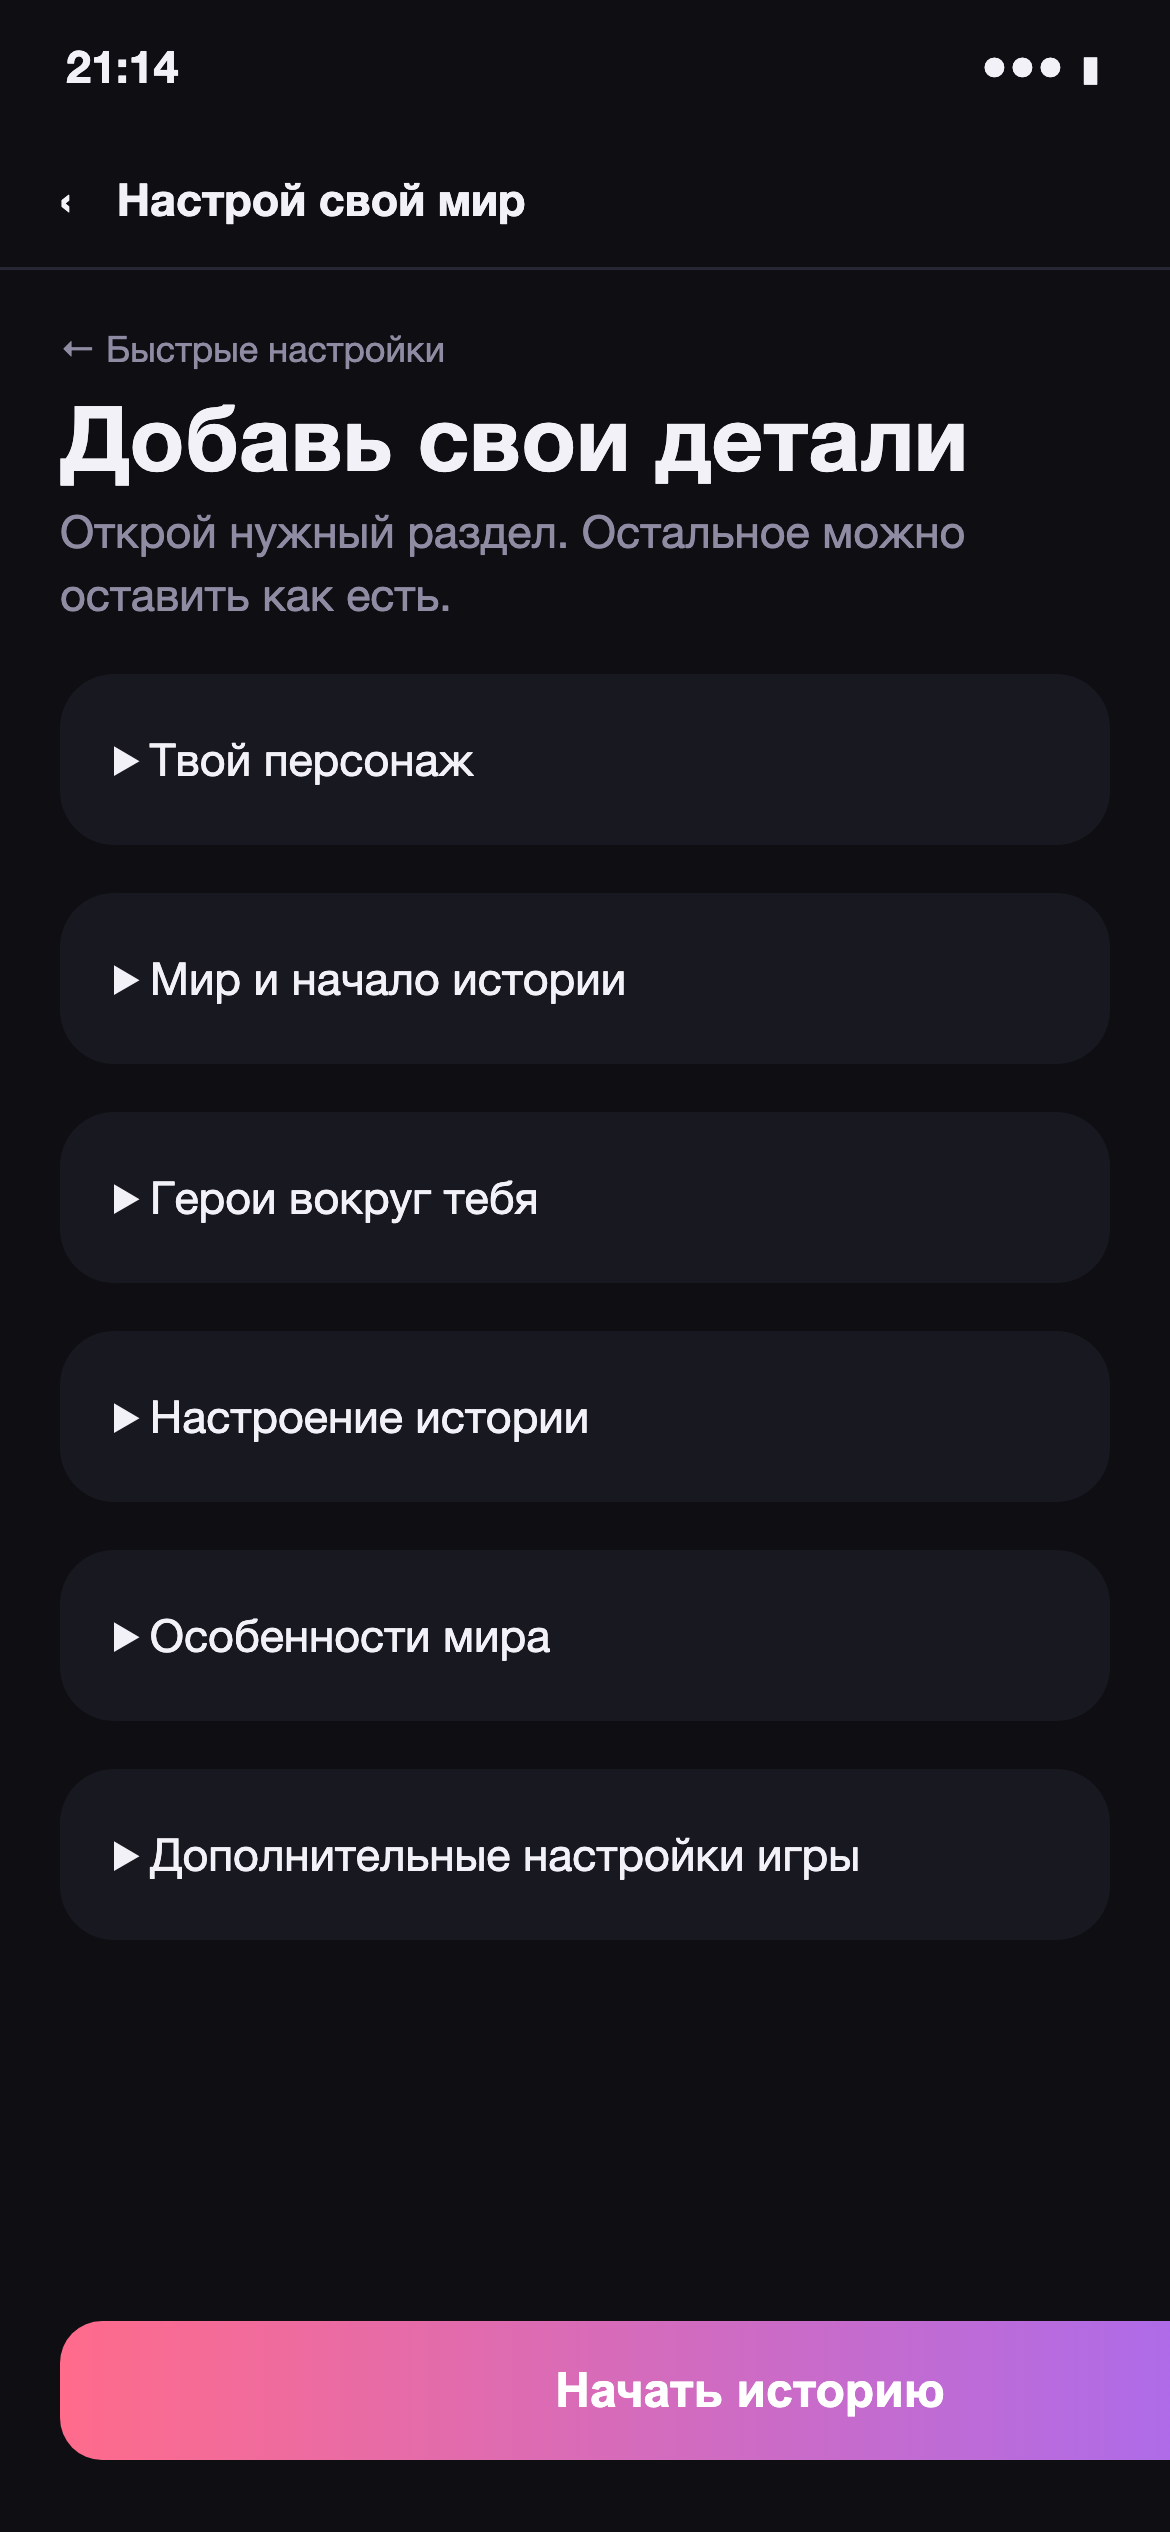 21:14
‹ Настрой свой мир
← Быстрые настройки
Добавь свои детали
Открой нужный раздел. Остальное можно
оставить как есть.
▶ Твой персонаж
▶ Мир и начало истории
▶ Герои вокруг тебя
▶ Настроение истории
▶ Особенности мира
▶ Дополнительные настройки игры
Начать историю